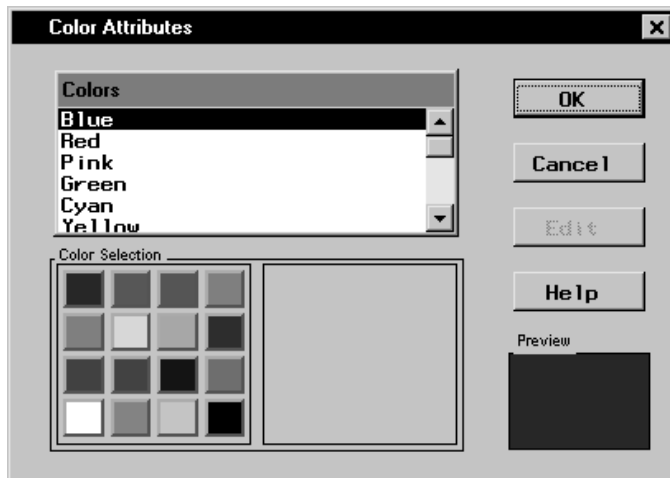 Color Attributes
Colors
Blue
Red
Pink
Green
Cyan
Yellow
Color Selection
OK
Cancel
Edit
Help
Preview